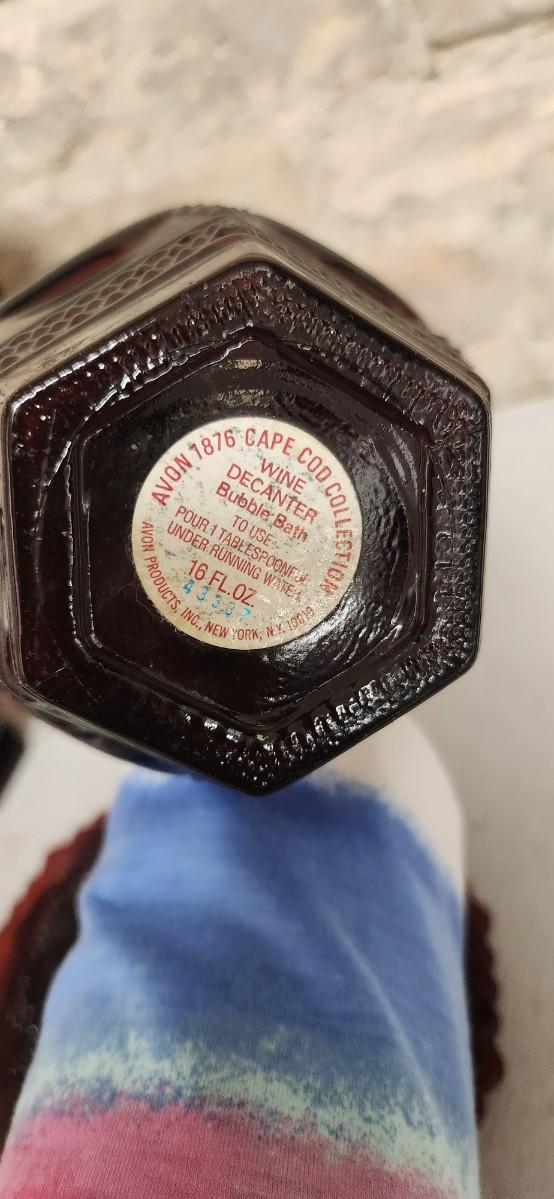 AVON 1876 CAPE COD COLLECTION
WINE
DECANTER
Bubble Bath
TO USE:
POUR 1 TABLESPOONFUL
UNDER RUNNING WATER.
16 FL.OZ.
AVON PRODUCTS, INC., NEW YORK, N.Y. 10019